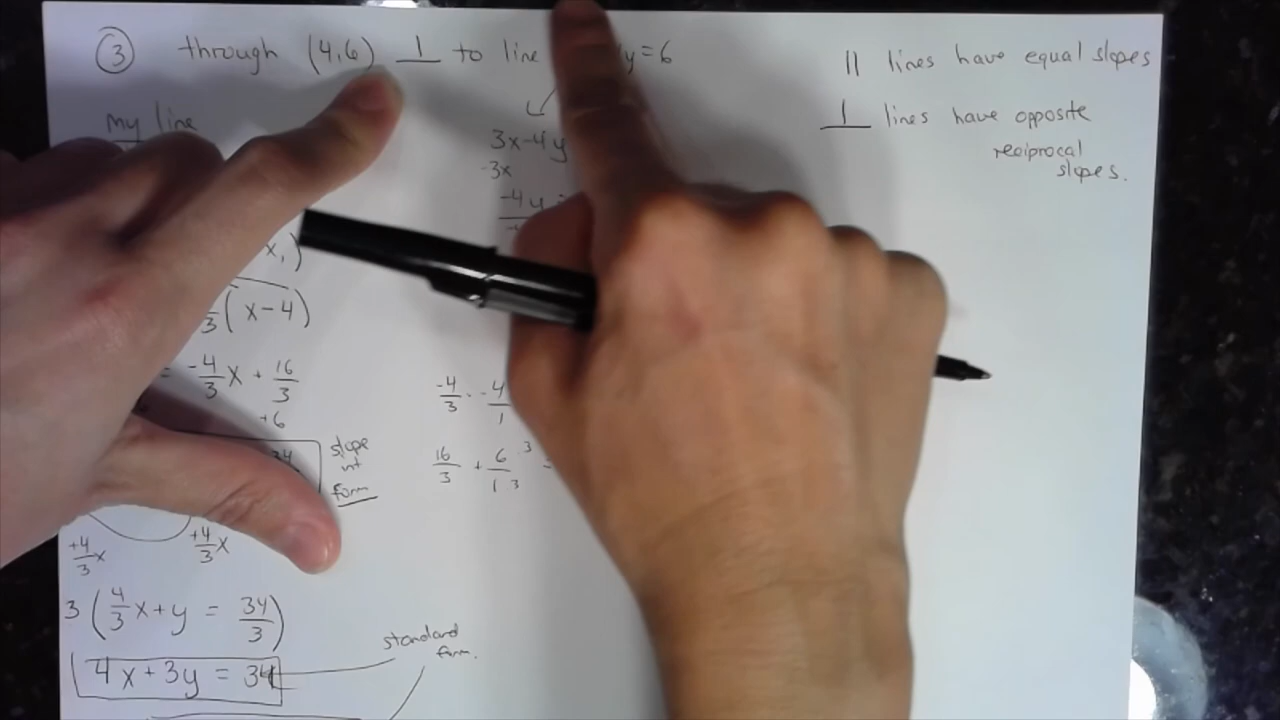 ③ through (4,6) ⊥ to line y=6
|| lines have equal slopes
⊥ lines have opposite
reciprocal
slopes.
my line
3x-4y
-3x
-4y =
x₁)
3 (x-4)
= -4/3 x + 16/3
+6
34
slope
int
form
-4/3 · -4/1
16/3 + 6/1 3 =
3
+4/3 x +4/3 x
3 (4/3 x + y = 34/3)
standard
form.
4x + 3y = 34